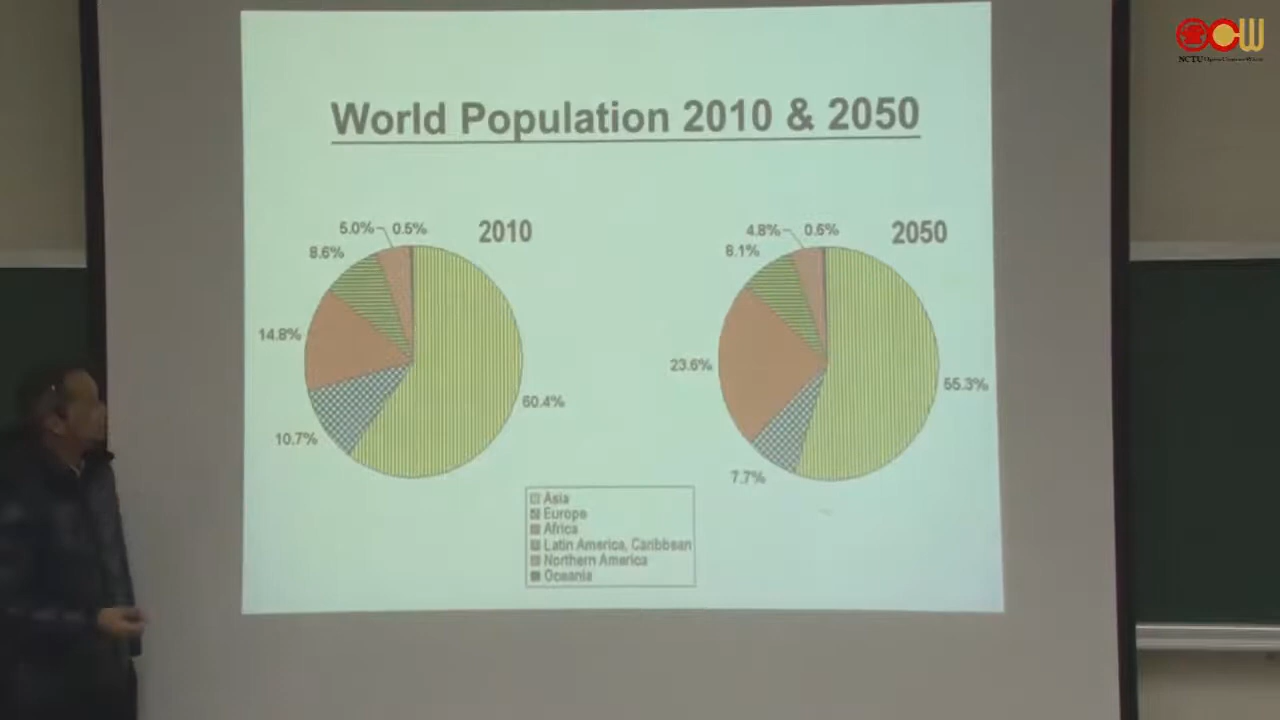 OCW
NCTU OpenCourseWare
World Population 2010 & 2050
2010
5.0%
0.5%
8.6%
14.8%
10.7%
60.4%
2050
4.8%
0.6%
8.1%
23.6%
7.7%
55.3%
Asia
Europe
Africa
Latin America, Caribbean
Northern America
Oceania